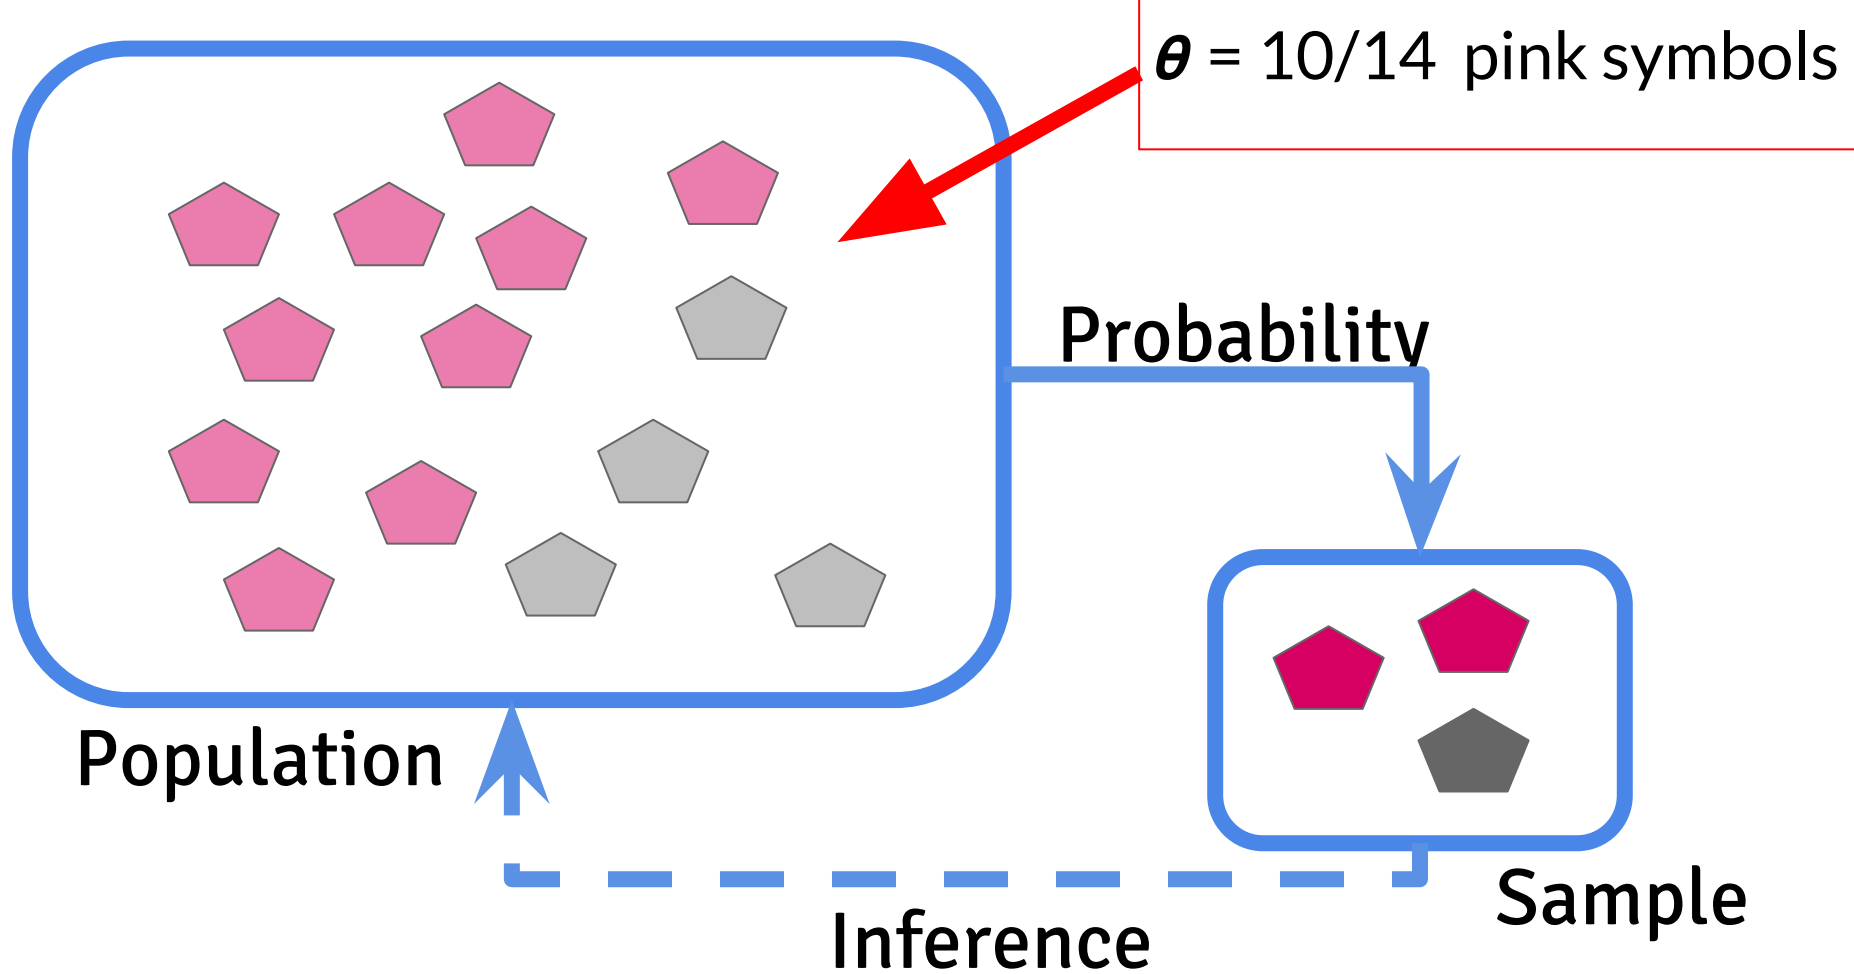 θ = 10/14 pink symbols
Probability
Population
Sample
Inference